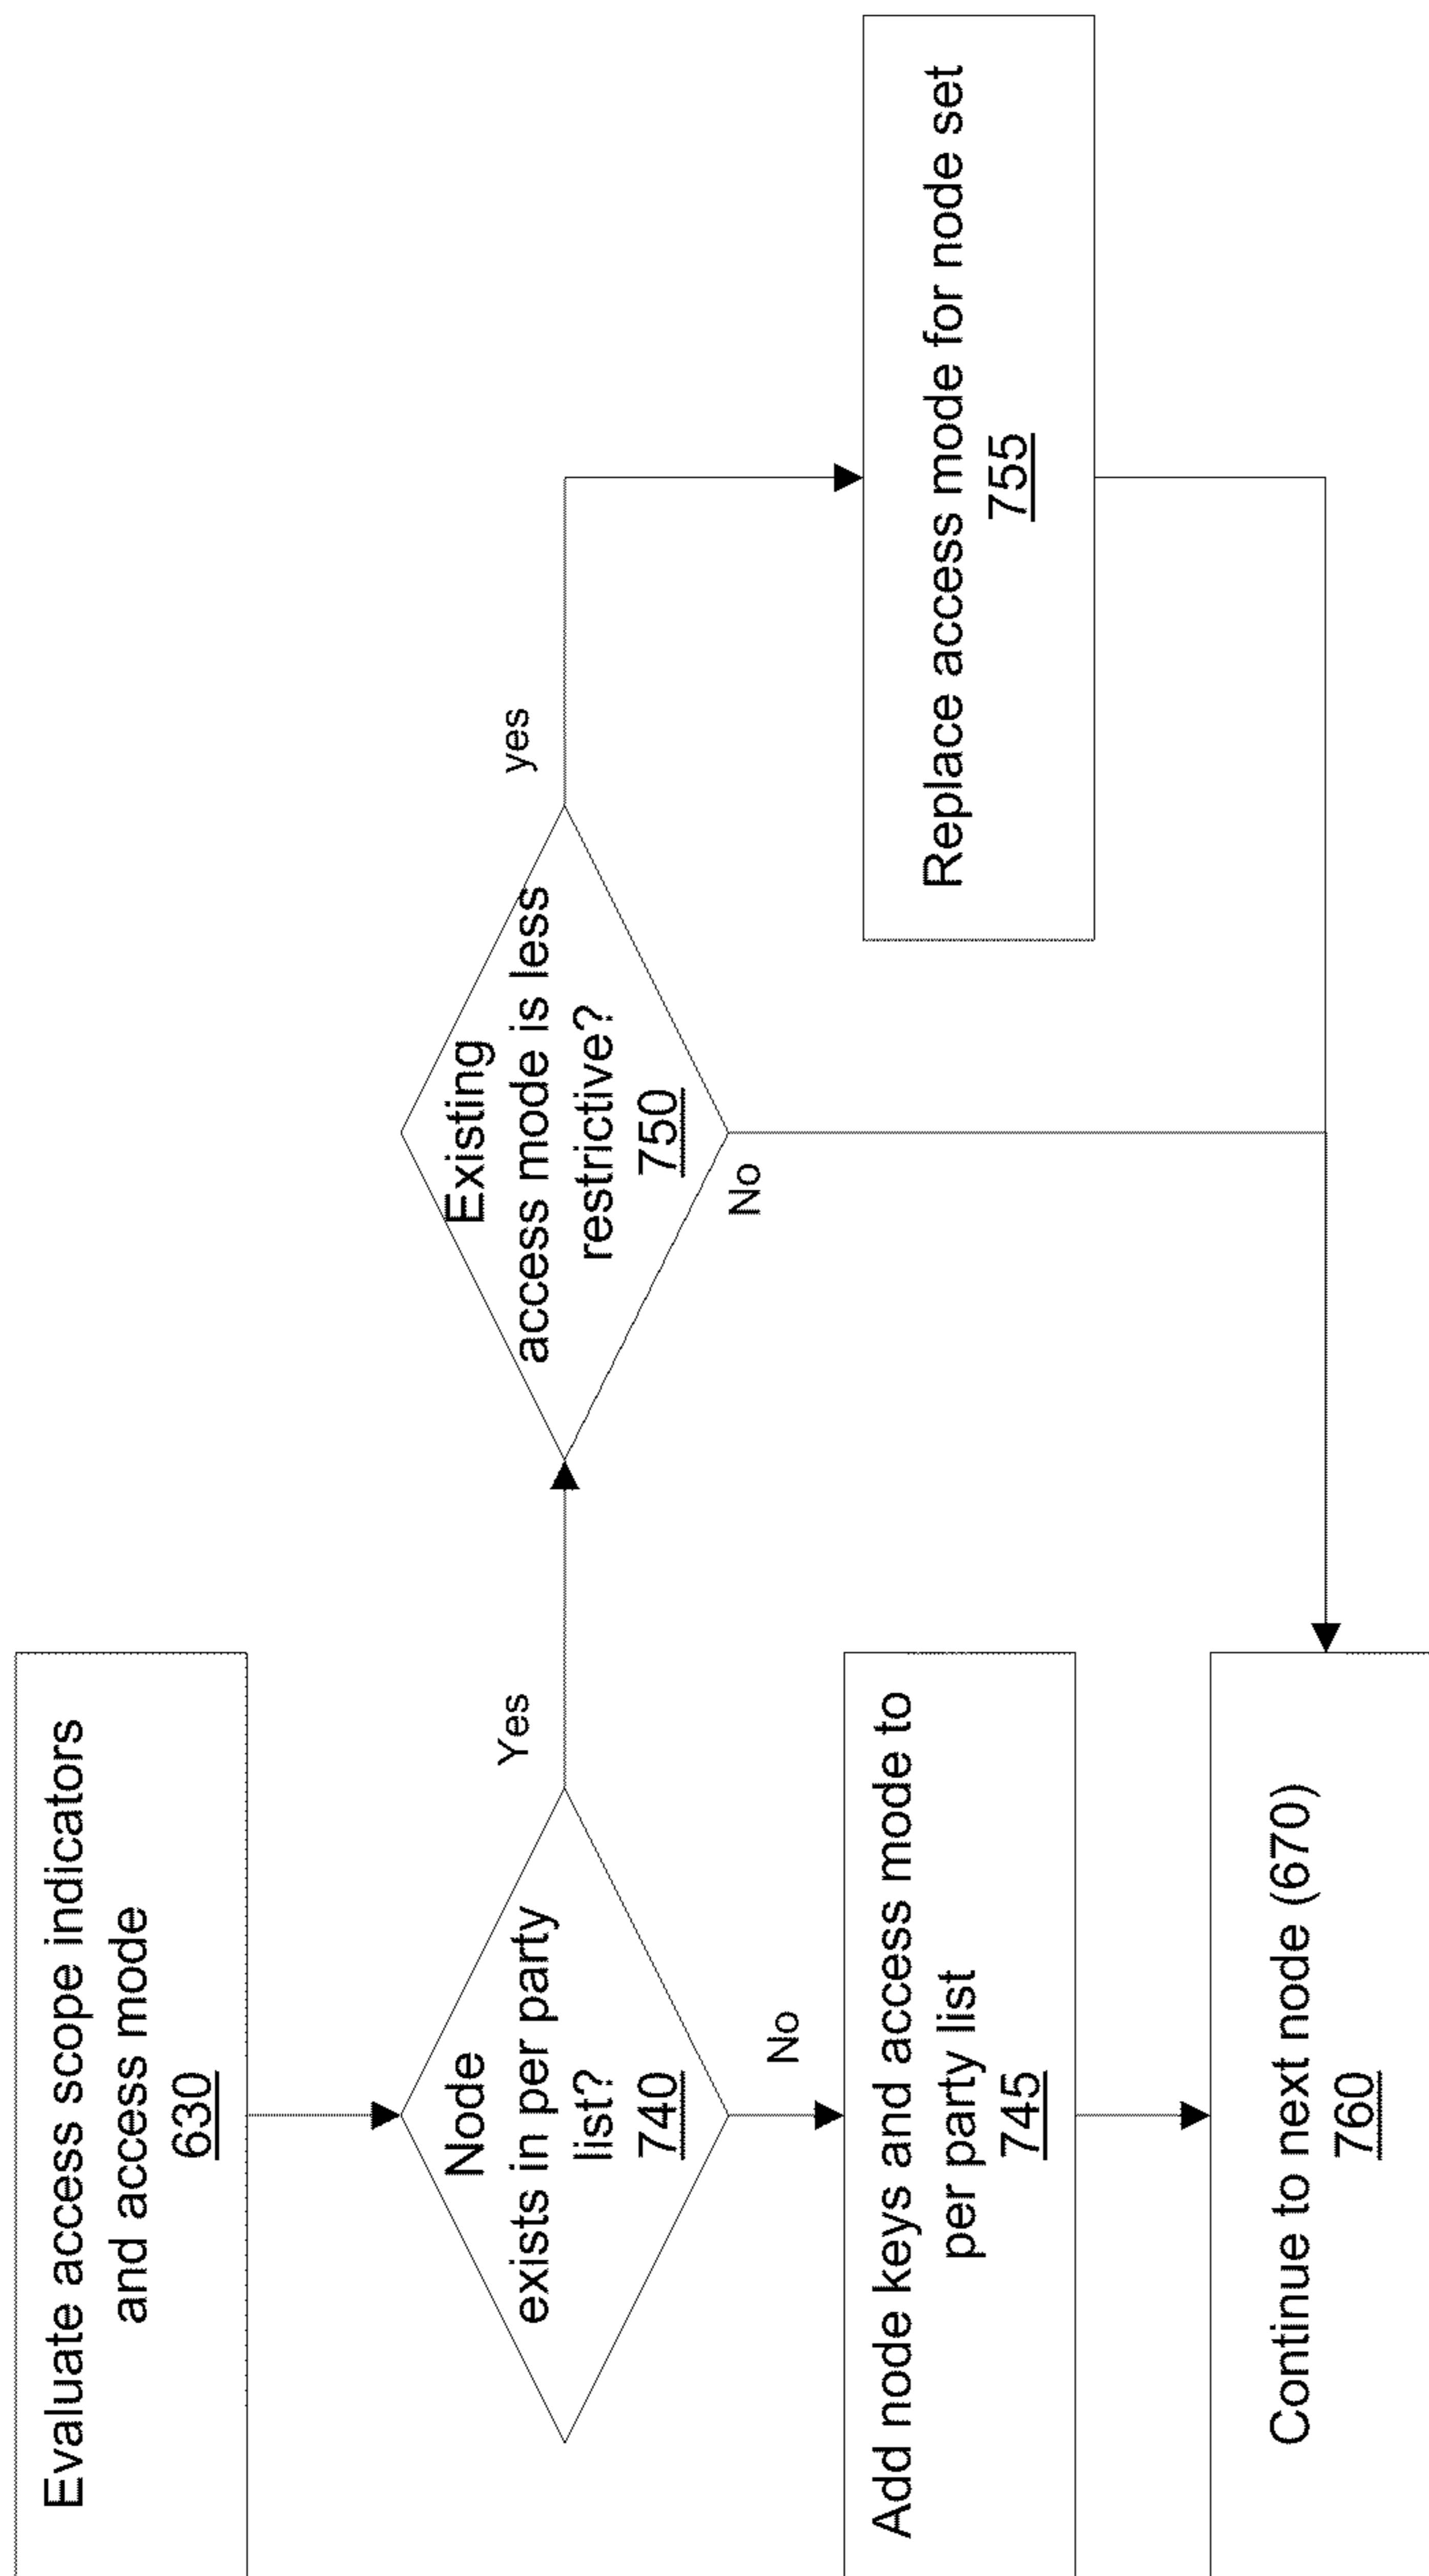 Evaluate access scope indicators
and access mode
630
Node
exists in per party
list?
740
Yes
No
Existing
access mode is less
restrictive?
750
yes
No
Add node keys and access mode to
per party list
745
Replace access mode for node set
755
Continue to next node (670)
760